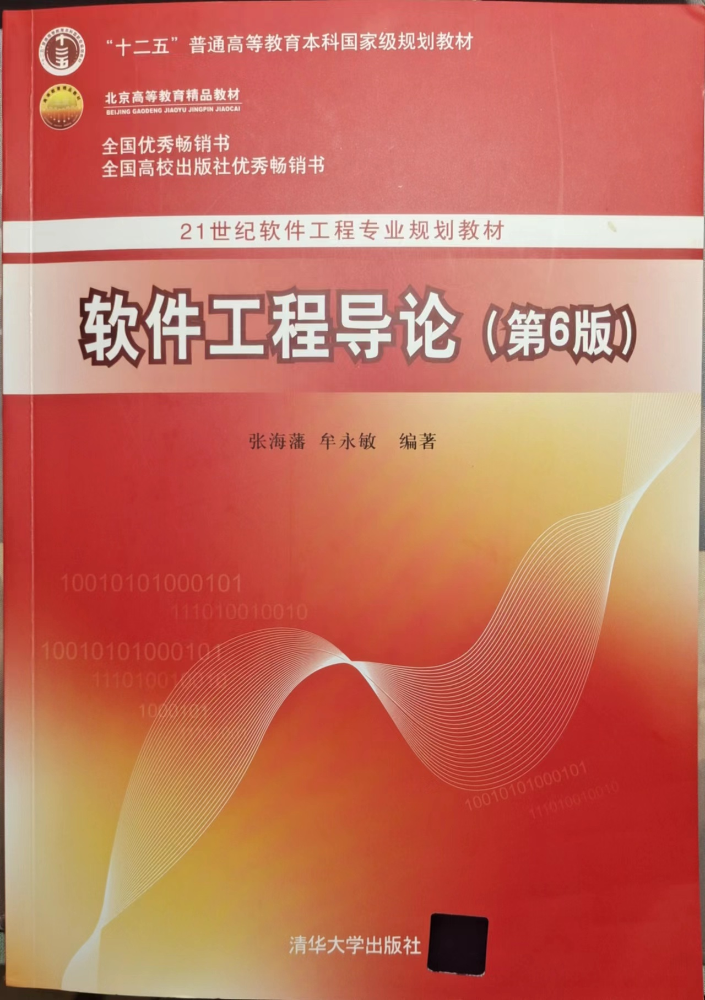 “十二五”普通高等教育本科国家级规划教材
十二五
北京高等教育精品教材
BEIJING GAODENG JIAOYU JINGPIN JIAOCAI
全国优秀畅销书
全国高校出版社优秀畅销书
21世纪软件工程专业规划教材
软件工程导论（第6版）
张海藩 牟永敏 编著
10010101000101
111010010010
10010101000101
111010010010
1000101
10010101000101
111010010010
清华大学出版社